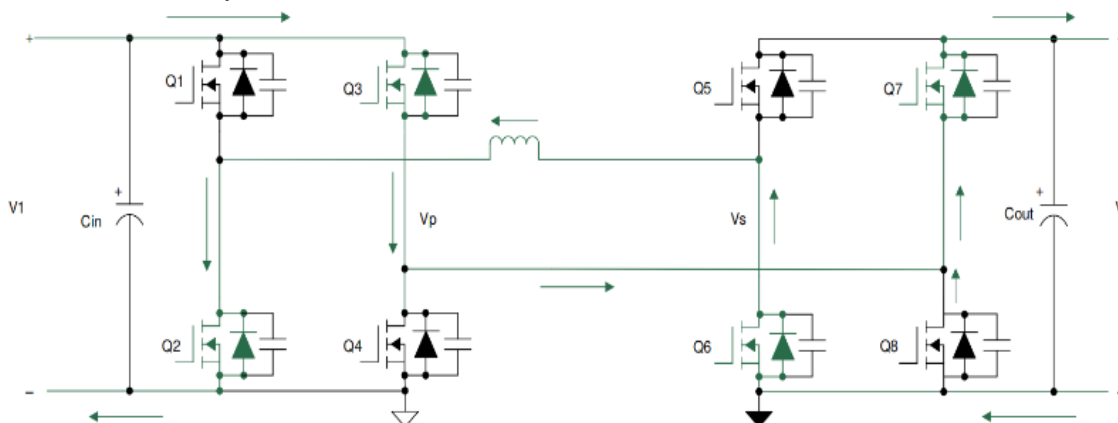 +
+
Q1
Q3
Q5
Q7
+
+
V1
Cin
Vp
Vs
Cout
Q2
Q4
Q6
Q8
–